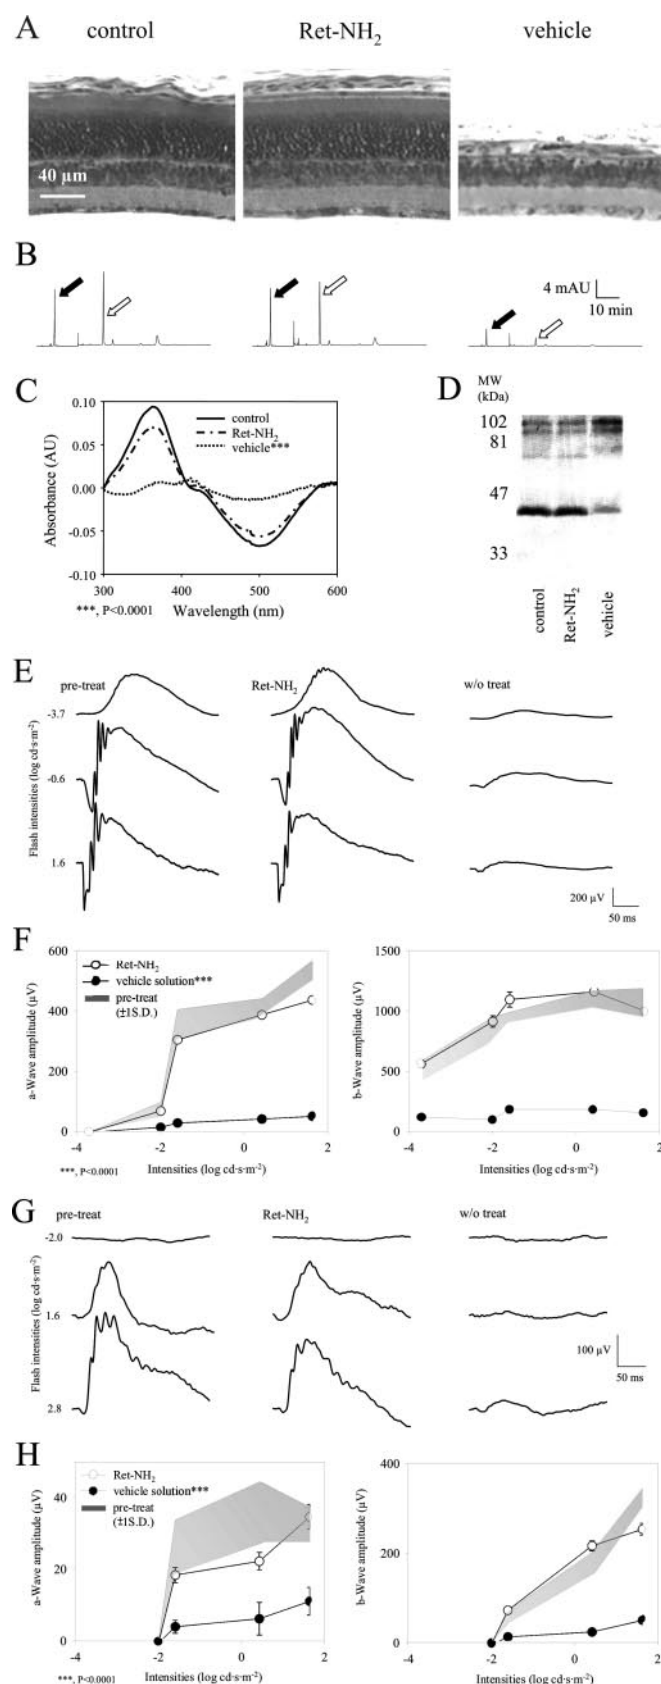 A control Ret-NH₂ vehicle
40 µm
B
4 mAU
10 min
C
Absorbance (AU)
0.10
0.05
0.00
-0.05
-0.10
control
Ret-NH₂
vehicle***
300 400 500 600
***, P<0.0001 Wavelength (nm)
D MW
(kDa)
102
81
47
33
control
Ret-NH₂
vehicle
E
pre-treat Ret-NH₂ w/o treat
Flash intensities (log cd·s·m⁻²)
-3.7
-0.6
1.6
200 µV
50 ms
F
a-Wave amplitude (µV)
600
400
200
0
Ret-NH₂
vehicle solution***
pre-treat
(±1S.D.)
-4 -2 0 2
***, P<0.0001 Intensities (log cd·s·m⁻²)
b-Wave amplitude (µV)
1500
1000
500
0
-4 -2 0 2
Intensities (log cd·s·m⁻²)
G
pre-treat Ret-NH₂ w/o treat
Flash intensities (log cd·s·m⁻²)
-2.0
1.6
2.8
100 µV
50 ms
H
a-Wave amplitude (µV)
40
20
0
Ret-NH₂
vehicle solution***
pre-treat
(±1S.D.)
-4 -2 0 2
***, P<0.0001 Intensities (log cd·s·m⁻²)
b-Wave amplitude (µV)
400
200
0
-4 -2 0 2
Intensities (log cd·s·m⁻²)